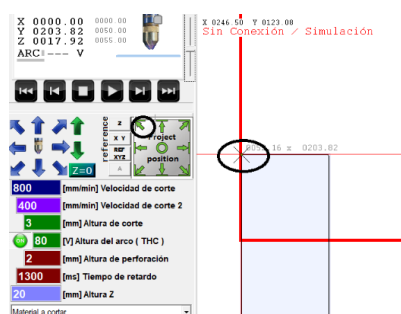 X 0000.00 0000.00
Y 0203.82 0050.00
Z 0017.92 0055.00
ARC --- V
X 0246.50 Y 0123.08
Sin Conexión / Simulación
reference
Z
X Y
REF
XYZ
Z=0
Project
position
800 [mm/min] Velocidad de corte
400 [mm/min] Velocidad de corte 2
3 [mm] Altura de corte
ON 80 [V] Altura del arco ( THC )
2 [mm] Altura de perforación
1300 [ms] Tiempo de retardo
20 [mm] Altura Z
Material a cortar
x 0203.82